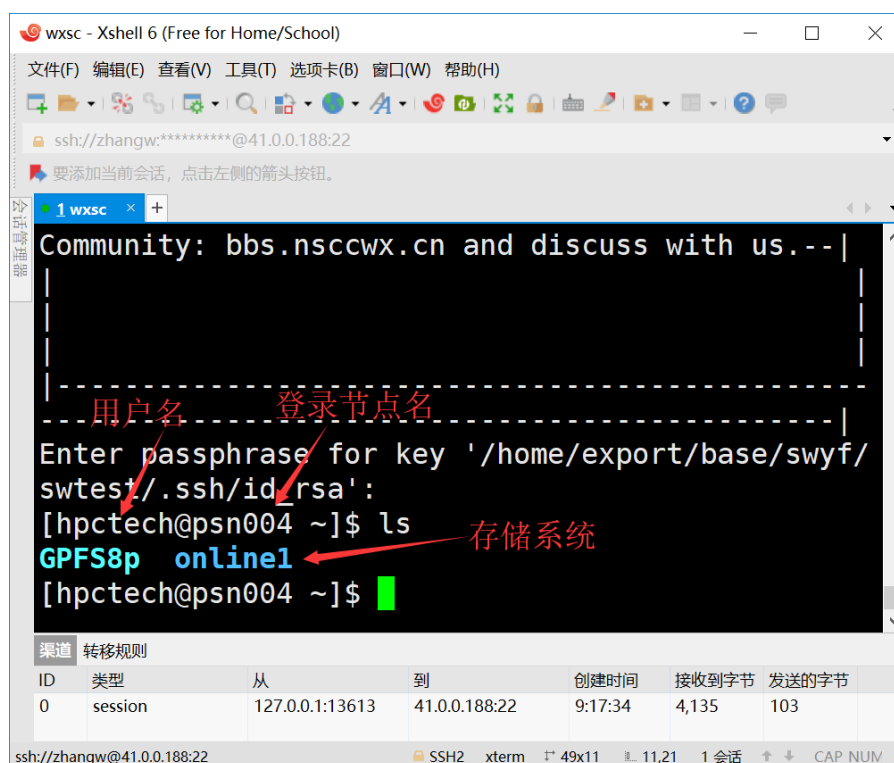 wxsc - Xshell 6 (Free for Home/School)
文件(F) 编辑(E) 查看(V) 工具(T) 选项卡(B) 窗口(W) 帮助(H)
ssh://zhangw:**********@41.0.0.188:22
要添加当前会话，点击左侧的箭头按钮。
会话管理器
1 wxsc × +
Community: bbs.nsccwx.cn and discuss with us.--|
| |
| |
| |
|------------------------------------------------
-----------------------------------------------|
用户名 登录节点名
Enter passphrase for key '/home/export/base/swyf/
swtest/.ssh/id_rsa':
[hpctech@psn004 ~]$ ls
存储系统
GPFS8p online1
[hpctech@psn004 ~]$
渠道 转移规则
ID 类型 从 到 创建时间 接收到字节 发送的字节
0 session 127.0.0.1:13613 41.0.0.188:22 9:17:34 4,135 103
ssh://zhangw@41.0.0.188:22 SSH2 xterm 49x11 11,21 1 会话 CAP NUM